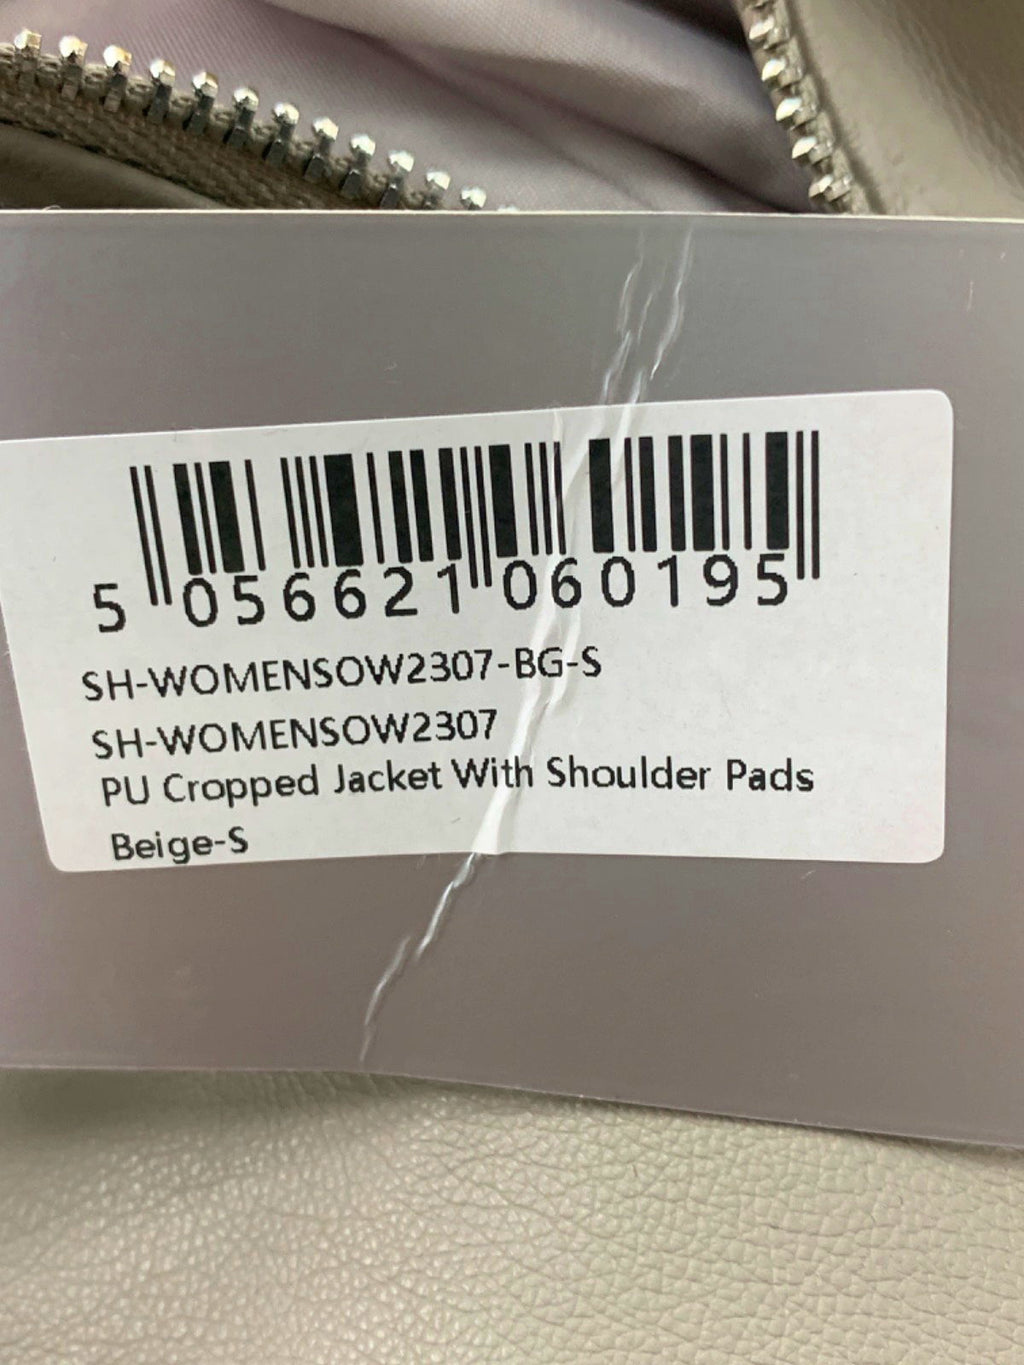 5 056621 060195
SH-WOMENSOW2307-BG-S
SH-WOMENSOW2307
PU Cropped Jacket With Shoulder Pads
Beige-S